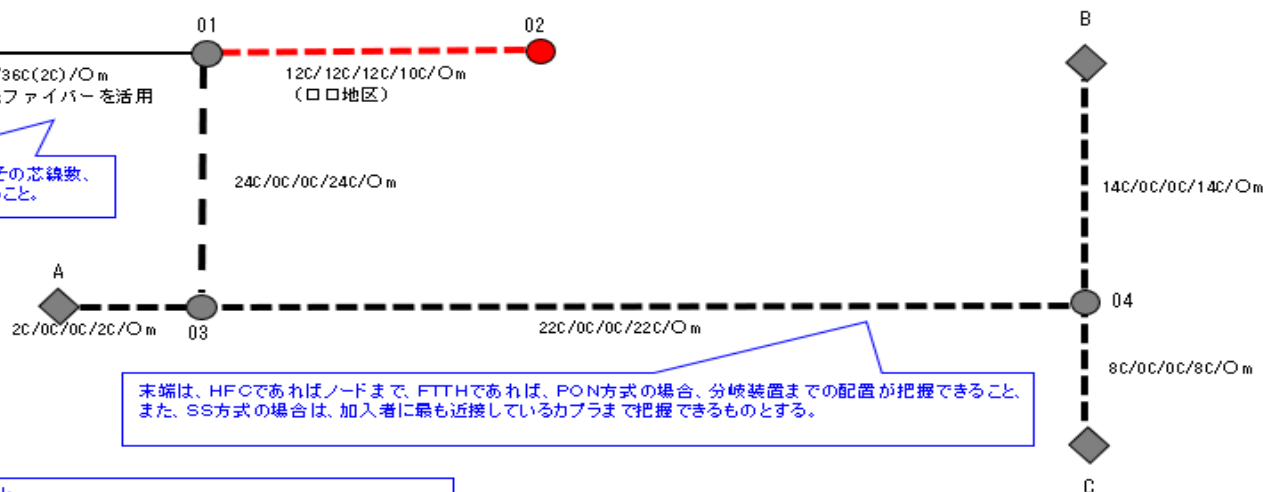 01
02
B
/36C(2C)/〇m
ファイバーを活用
12C/12C/12C/10C/〇m
(ロロ地区)
その芯線数、
こと。
24C/0C/0C/24C/〇m
14C/0C/0C/14C/〇m
A
2C/0C/0C/2C/〇m
03
22C/0C/0C/22C/〇m
04
8C/0C/0C/8C/〇m
末端は、HFCであればノードまで、FTTHであれば、PON方式の場合、分岐装置までの配置が把握できること、
また、SS方式の場合は、加入者に最も近接しているカプラまで把握できるものとする。
C